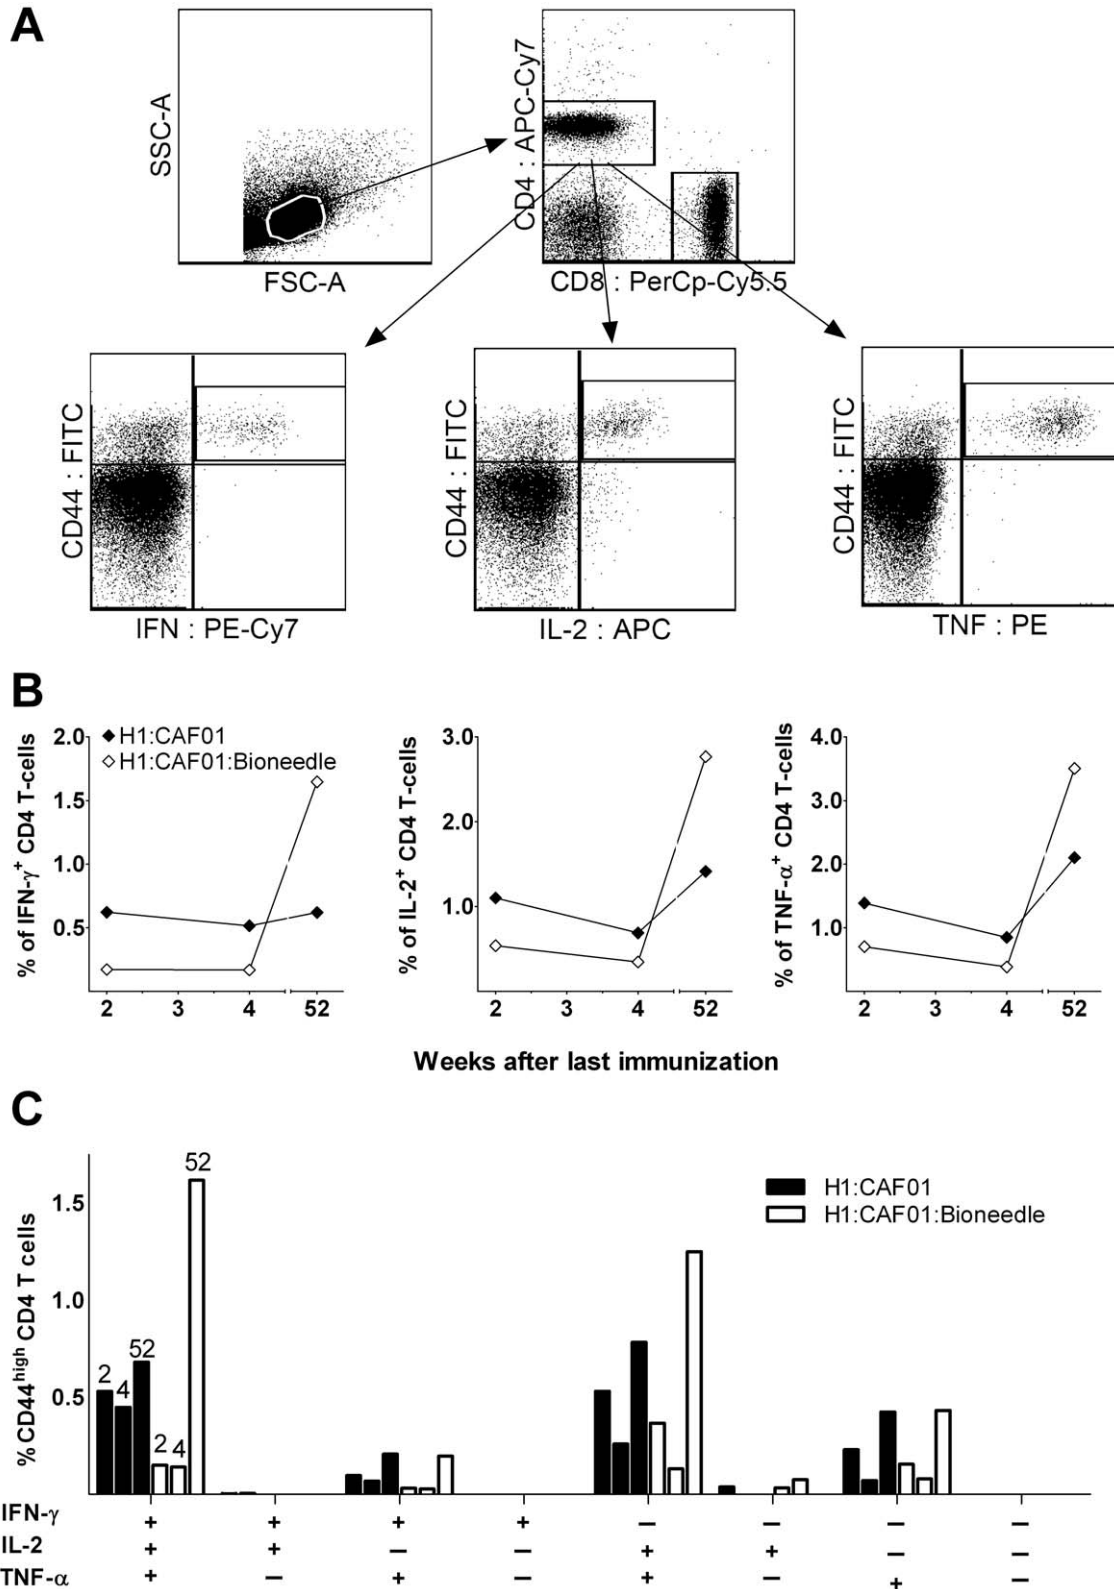 A
SSC-A
FSC-A
CD4 : APC-Cy7
CD8 : PerCp-Cy5.5
CD44 : FITC
IFN : PE-Cy7
CD44 : FITC
IL-2 : APC
CD44 : FITC
TNF : PE
B
% of IFN-γ+ CD4 T-cells
2.0
1.5
1.0
0.5
H1:CAF01
H1:CAF01:Bioneedle
2 3 4 52
% of IL-2+ CD4 T-cells
3.0
2.0
1.0
2 3 4 52
% of TNF-α+ CD4 T-cells
4.0
3.0
2.0
1.0
2 3 4 52
Weeks after last immunization
C
%CD44high CD4 T cells
1.5
1.0
0.5
2 4 52 2 4 52
H1:CAF01
H1:CAF01:Bioneedle
IFN-γ + + + + – – – –
IL-2 + + – – + + – –
TNF-α + – + – + – + –